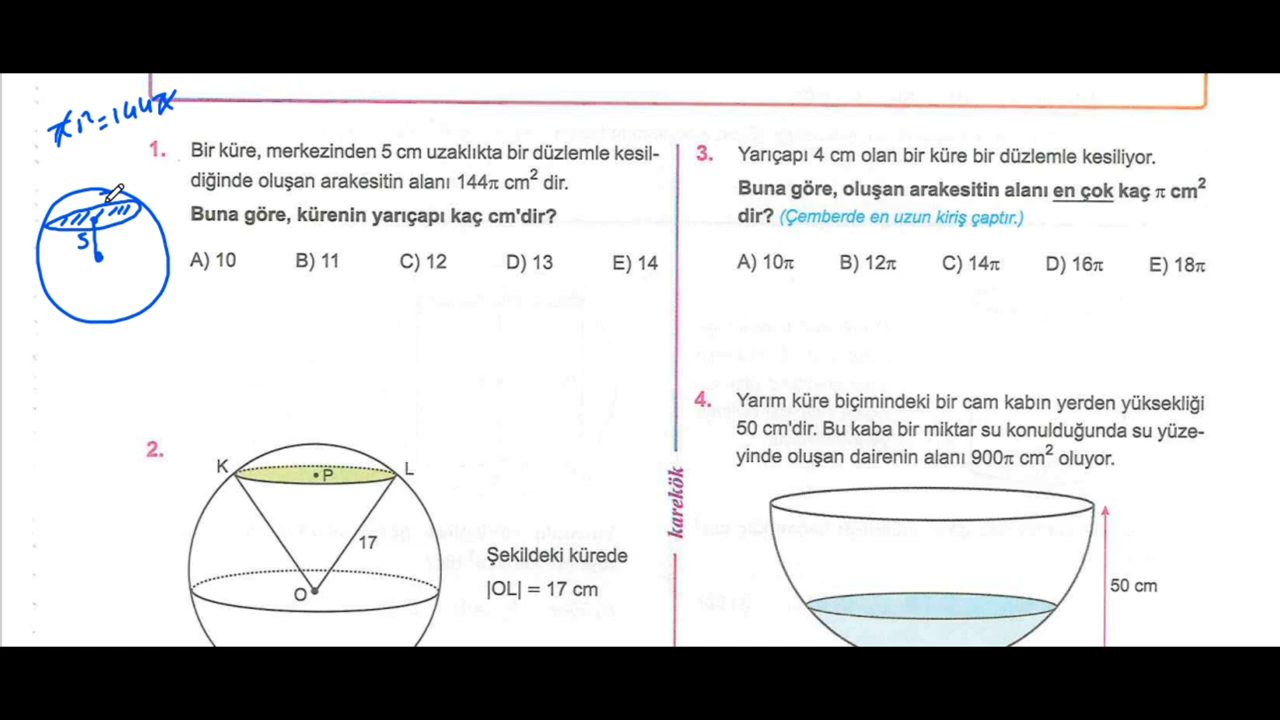 πr²=144π
1. Bir küre, merkezinden 5 cm uzaklıkta bir düzlemle kesil-
diğinde oluşan arakesitin alanı 144π cm² dir.
Buna göre, kürenin yarıçapı kaç cm'dir?
A) 10 B) 11 C) 12 D) 13 E) 14
5
2.
K
P
L
17
O
Şekildeki kürede
|OL| = 17 cm
karekök
3. Yarıçapı 4 cm olan bir küre bir düzlemle kesiliyor.
Buna göre, oluşan arakesitin alanı en çok kaç π cm²
dir? (Çemberde en uzun kiriş çaptır.)
A) 10π B) 12π C) 14π D) 16π E) 18π
4. Yarım küre biçimindeki bir cam kabın yerden yüksekliği
50 cm'dir. Bu kaba bir miktar su konulduğunda su yüze-
yinde oluşan dairenin alanı 900π cm² oluyor.
50 cm